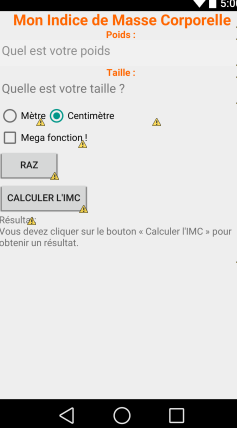 5:00
Mon Indice de Masse Corporelle
Poids :
Quel est votre poids
Taille :
Quelle est votre taille ?
Mètre Centimètre
Mega fonction !
RAZ
CALCULER L'IMC
Résultat:
Vous devez cliquer sur le bouton « Calculer l'IMC » pour
obtenir un résultat.